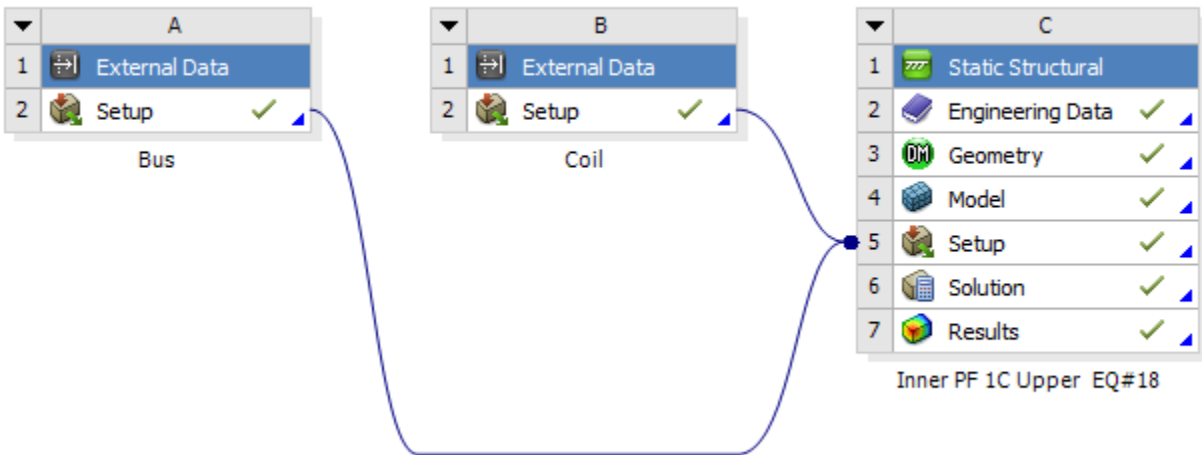 A
1 External Data
2 Setup
Bus
B
1 External Data
2 Setup
Coil
C
1 Static Structural
2 Engineering Data
3 DM Geometry
4 Model
5 Setup
6 Solution
7 Results
Inner PF 1C Upper EQ#18